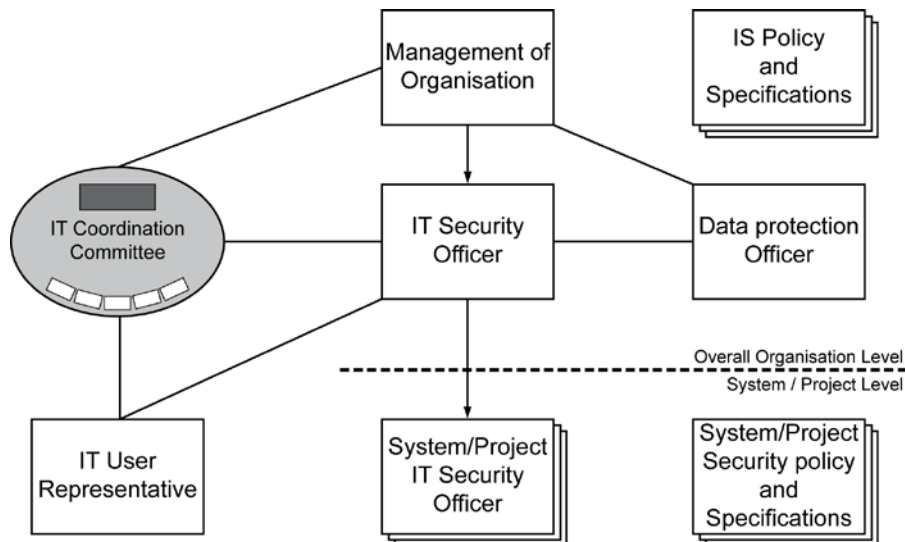 Management of
Organisation
IS Policy
and
Specifications
IT Coordination
Committee
IT Security
Officer
Data protection
Officer
Overall Organisation Level
System / Project Level
IT User
Representative
System/Project
IT Security
Officer
System/Project
Security policy
and
Specifications